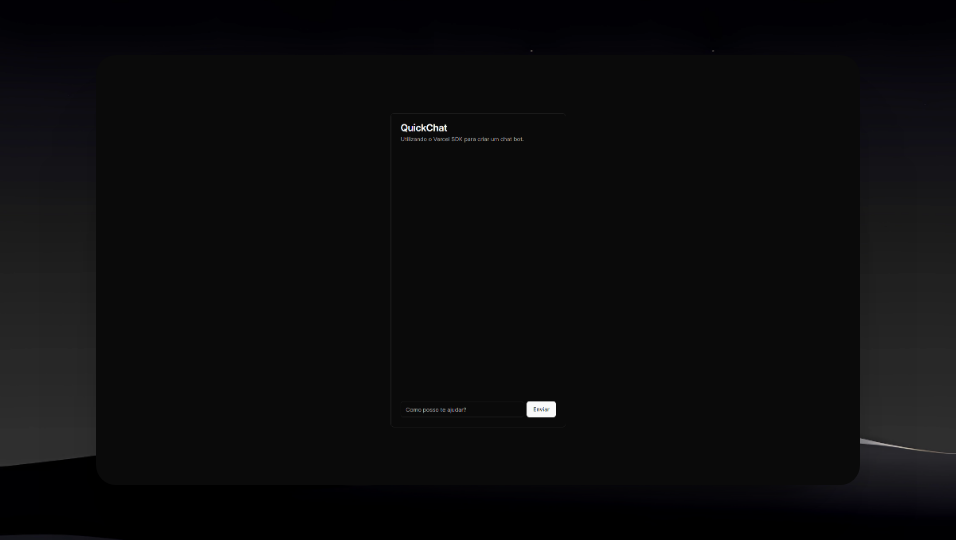 QuickChat
Utilizando o Vercel SDK para criar um chat bot.
Como posso te ajudar?
Enviar